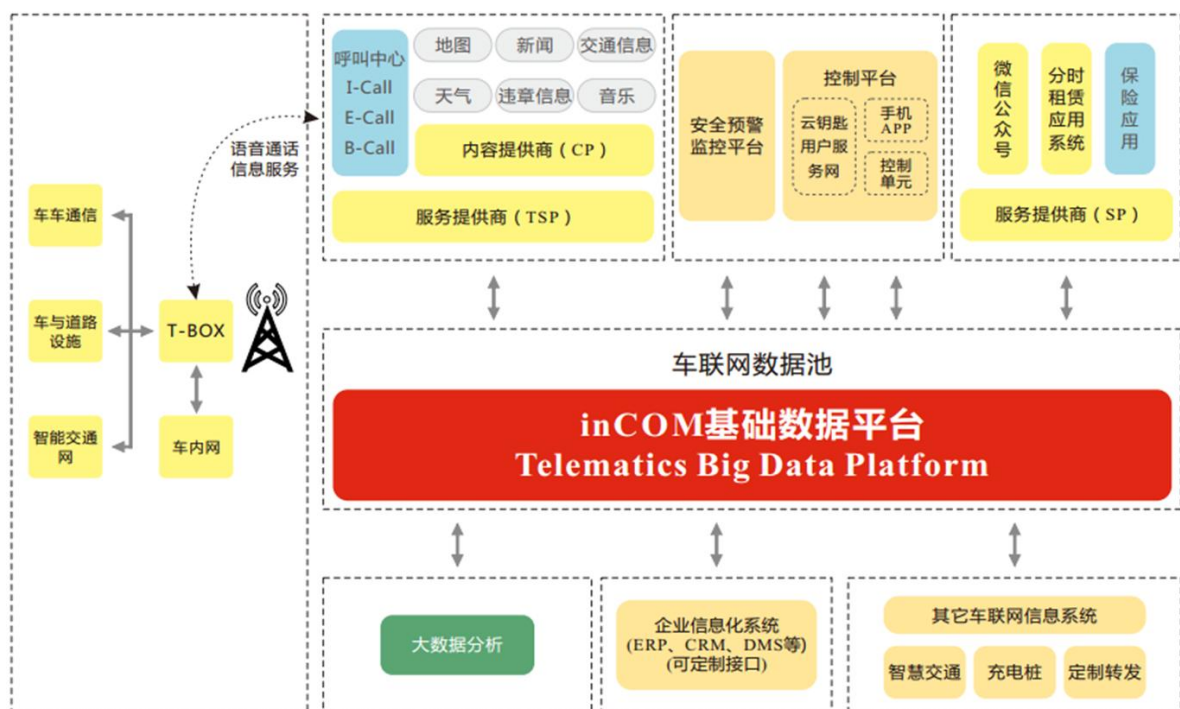 语音通话
信息服务
车车通信
车与道路
设施
T-BOX
智能交通
网
车内网
呼叫中心
I-Call
E-Call
B-Call
地图
新闻
交通信息
天气
违章信息
音乐
内容提供商（CP）
服务提供商（TSP）
安全预警
监控平台
控制平台
云钥匙
用户服
务网
手机
APP
控制
单元
微信公众号
分时租赁应用系统
保险应用
服务提供商（SP）
车联网数据池
inCOM基础数据平台
Telematics Big Data Platform
大数据分析
企业信息化系统
(ERP、CRM、DMS等)
(可定制接口)
其它车联网信息系统
智慧交通
充电桩
定制转发